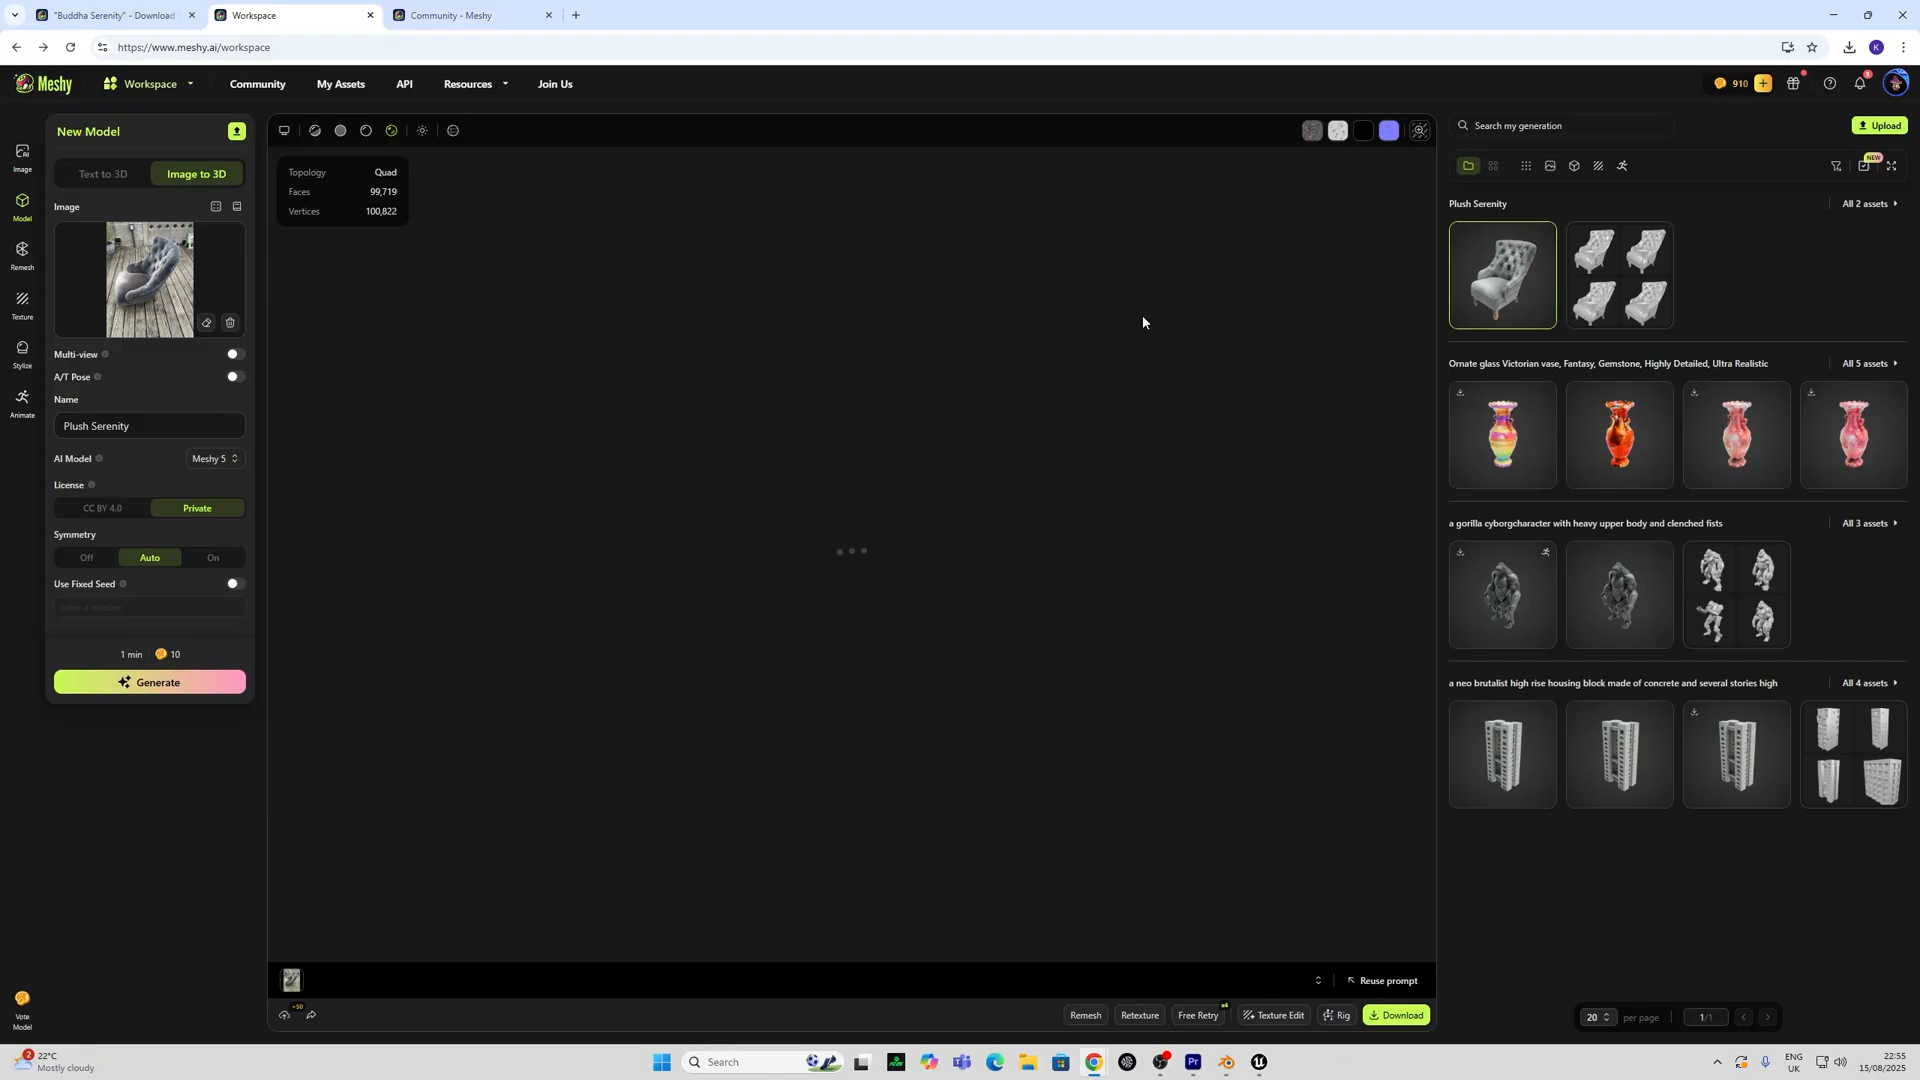 "Buddha Serenity" - Download
Workspace
Community - Meshy
https://www.meshy.ai/workspace
K
Meshy
Workspace
Community
My Assets
API
Resources
Join Us
910
New Model
Text to 3D
Image to 3D
Image
Multi-view
A/T Pose
Name
Plush Serenity
AI Model
Meshy 5
License
CC BY 4.0
Private
Symmetry
Off
Auto
On
Use Fixed Seed
Enter a number
1 min
10
Generate
Image
Model
Remesh
Texture
Stylize
Animate
Vote
Model
Topology Quad
Faces 99,719
Vertices 100,822
Reuse prompt
+50
Remesh
Retexture
Free Retry
x4
Texture Edit
Rig
Download
Search my generation
Upload
NEW
Plush Serenity
All 2 assets
Ornate glass Victorian vase, Fantasy, Gemstone, Highly Detailed, Ultra Realistic
All 5 assets
a gorilla cyborgcharacter with heavy upper body and clenched fists
All 3 assets
a neo brutalist high rise housing block made of concrete and several stories high
All 4 assets
20
per page
1/1
2
22°C
Mostly cloudy
Search
Pr
ENG
UK
22:55
15/08/2025